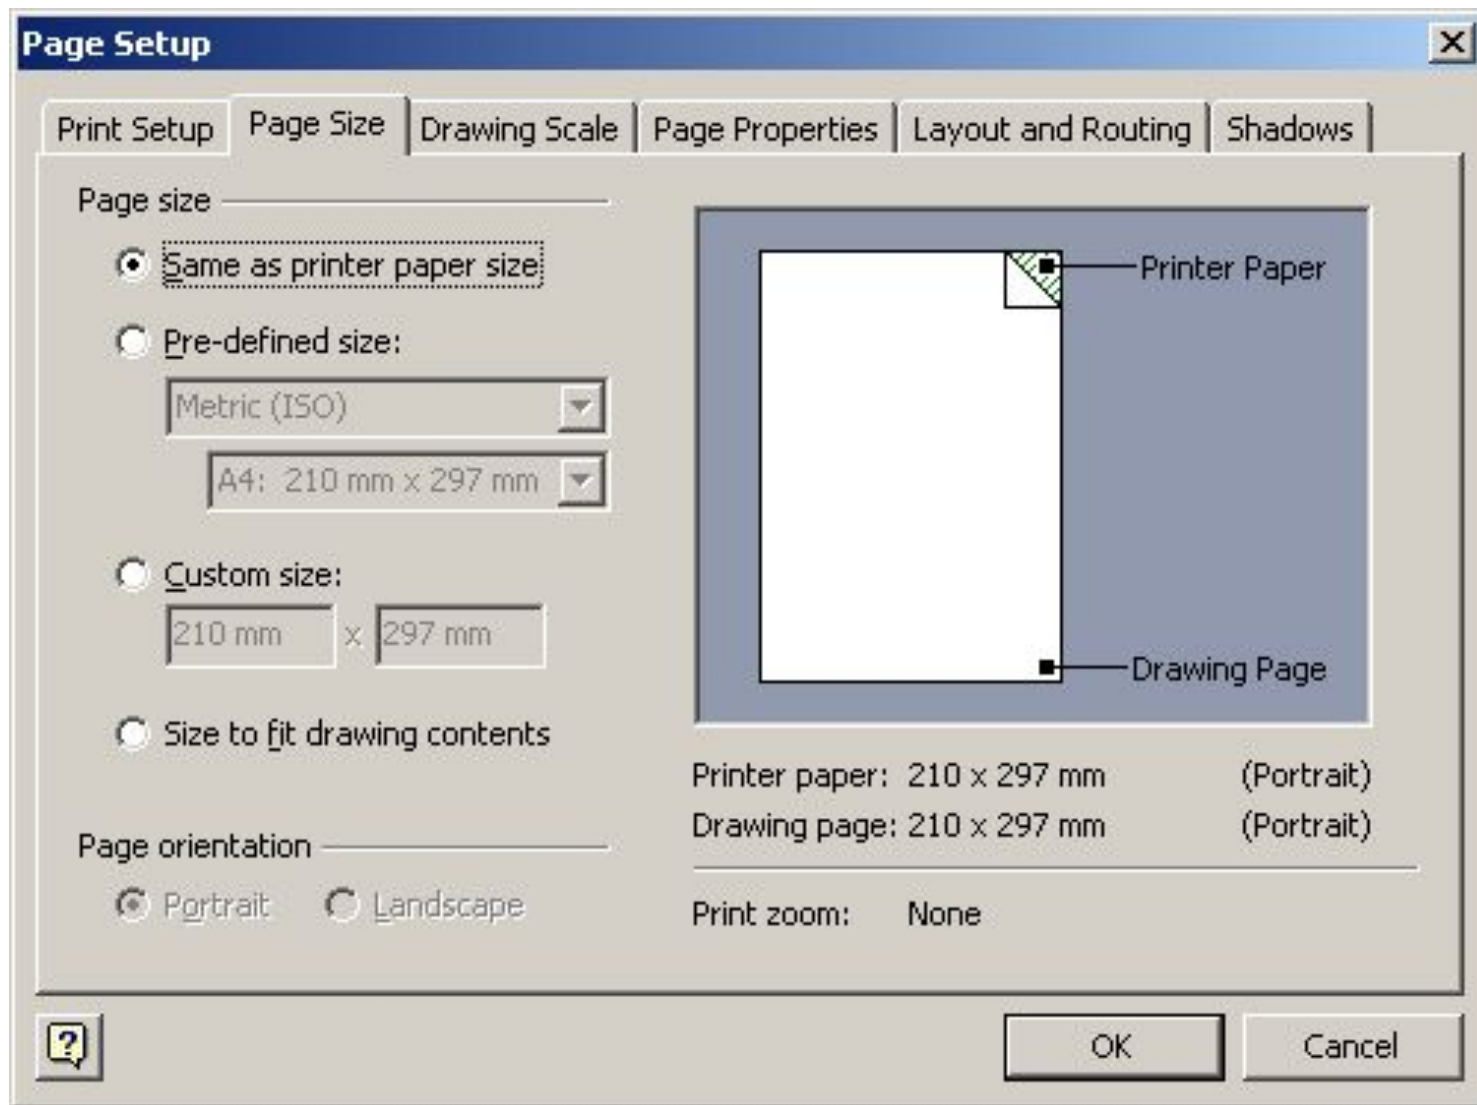 Page Setup
Print Setup Page Size Drawing Scale Page Properties Layout and Routing Shadows
Page size
Same as printer paper size
Pre-defined size:
Metric (ISO)
A4: 210 mm x 297 mm
Custom size:
210 mm x 297 mm
Size to fit drawing contents
Page orientation
Portrait Landscape
Printer Paper
Drawing Page
Printer paper: 210 x 297 mm (Portrait)
Drawing page: 210 x 297 mm (Portrait)
Print zoom: None
?
OK Cancel